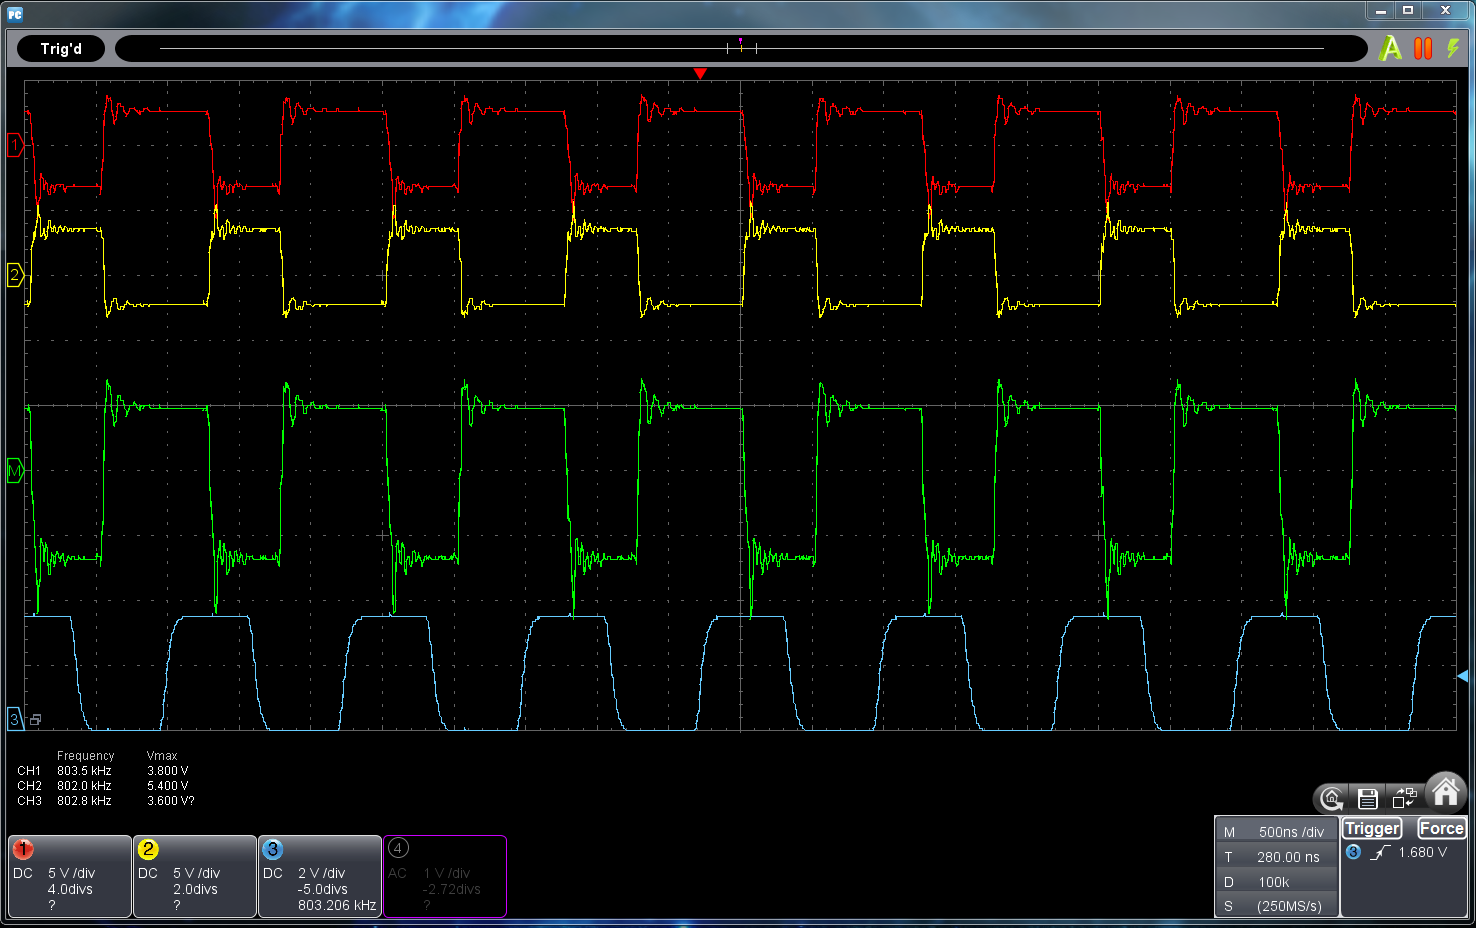 PC
Trig'd
A
1
2
M
3
Frequency Vmax
CH1 803.5 kHz 3.800 V
CH2 802.0 kHz 5.400 V
CH3 802.8 kHz 3.600 V?
1
DC 5 V /div
4.0divs
?
2
DC 5 V /div
2.0divs
?
3
DC 2 V /div
-5.0divs
803.206 kHz
4
AC 1 V /div
-2.72divs
?
M 500ns /div
T 280.00 ns
D 100k
S (250MS/s)
Trigger Force
3 1.680 V